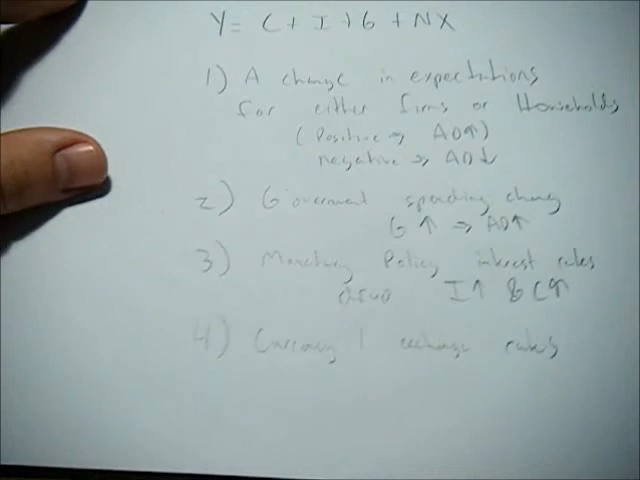 Y = C + I + G + NX
1) A change in expectations
for either firms or Households
(Positive => AD↑)
negative => AD↓
2) Government spending change
G ↑ => AD↑
3) Monetary Policy interest rates
I↑ & C↑
4) Currency / exchange rates